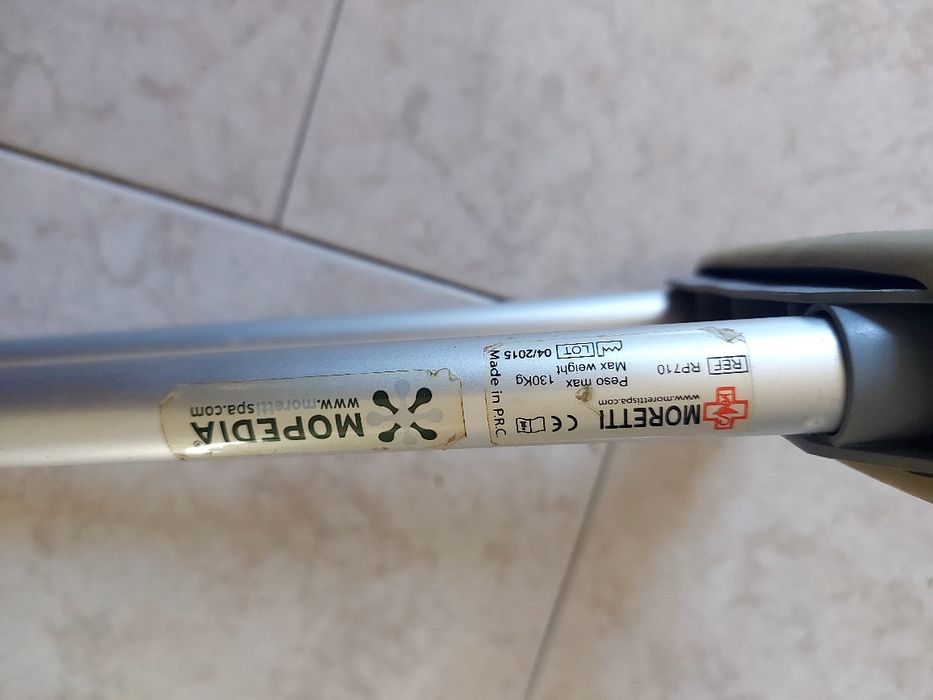 MORETTI
www.morettispa.com
REF RP710
CE
Peso max 130Kg
Max weight
LOT 04/2015
Made in P.R.C
MOPEDIA®
www.morettispa.com